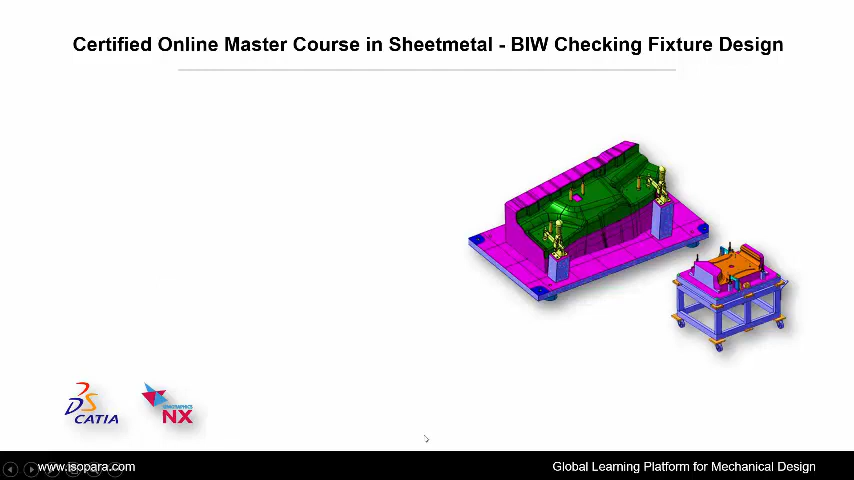 Certified Online Master Course in Sheetmetal - BIW Checking Fixture Design
CATIA
NX
www.isopara.com
Global Learning Platform for Mechanical Design